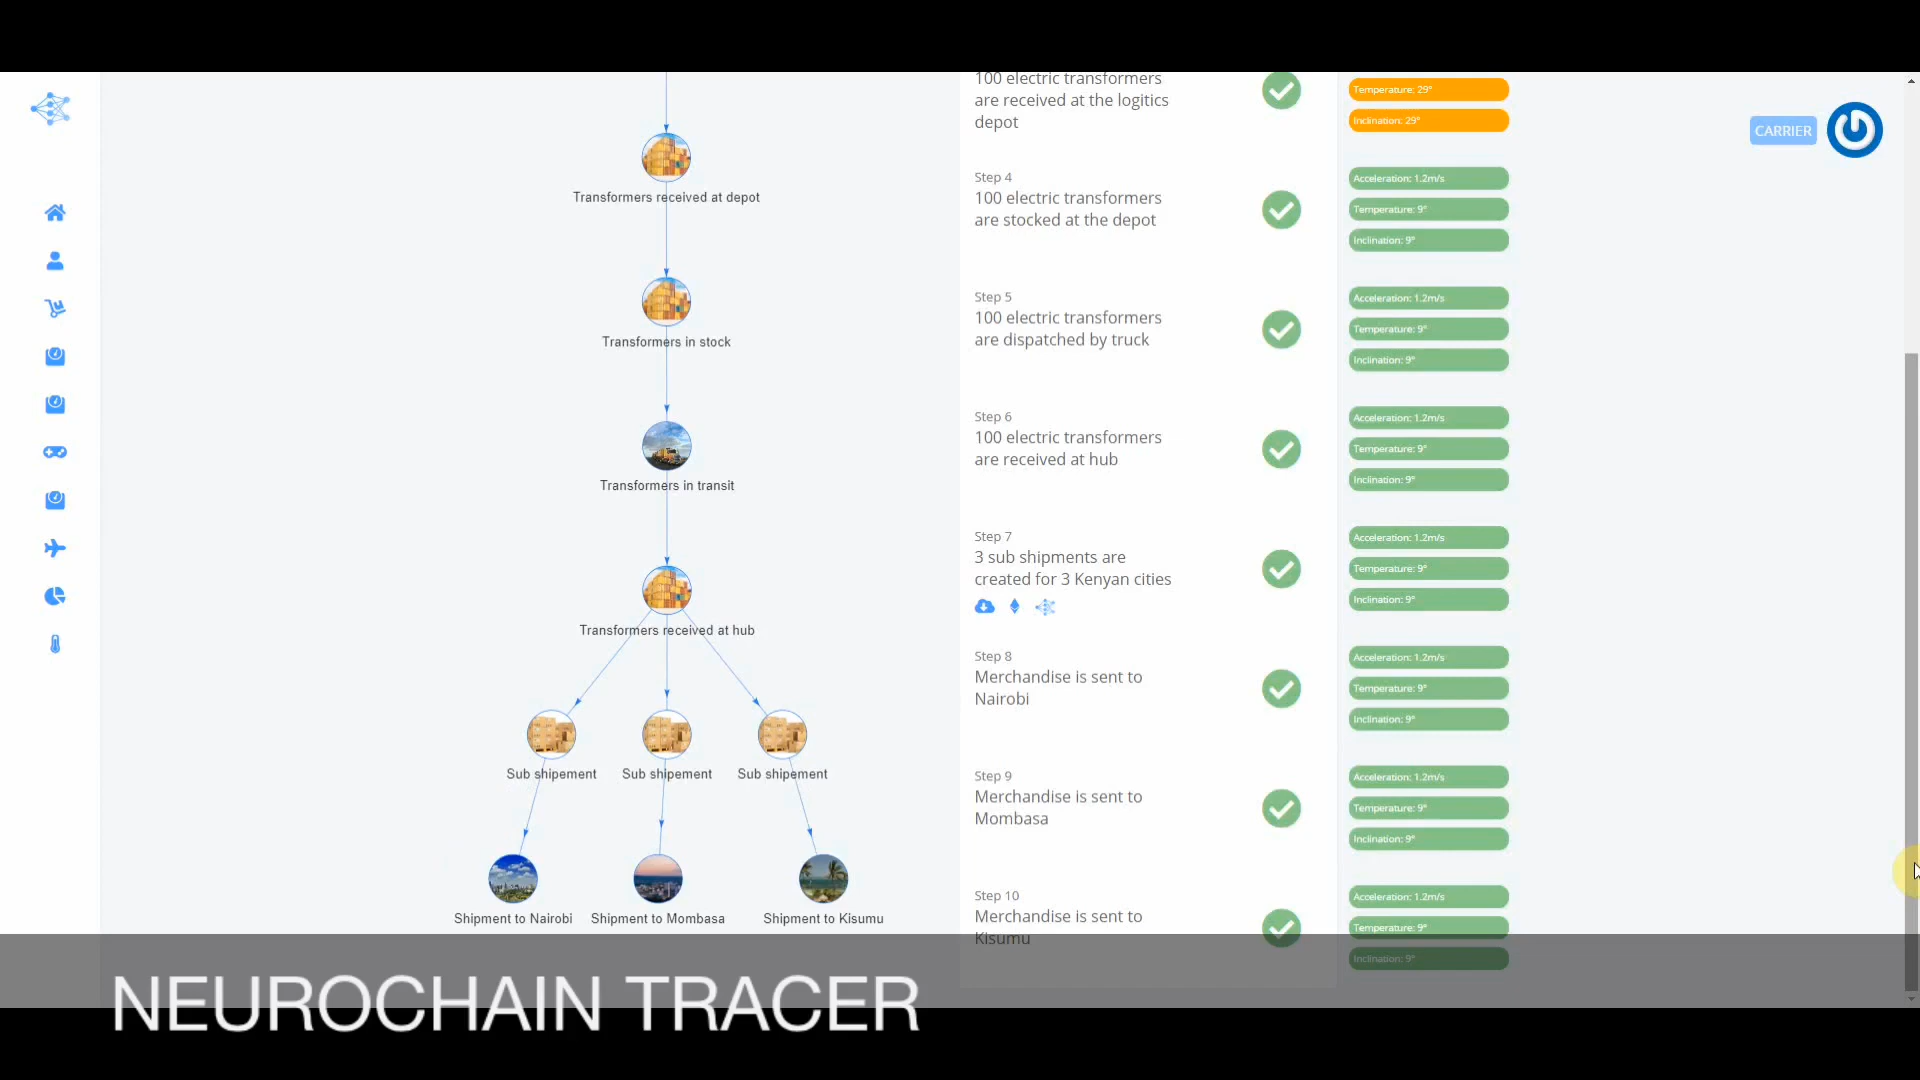 Transformers received at depot
Transformers in stock
Transformers in transit
Transformers received at hub
Sub shipement
Sub shipement
Sub shipement
Shipment to Nairobi
Shipment to Mombasa
Shipment to Kisumu
100 electric transformers
are received at the logitics
depot
Temperature: 29°
Inclination: 29°
Step 4
100 electric transformers
are stocked at the depot
Acceleration: 1.2m/s
Temperature: 9°
Inclination: 9°
Step 5
100 electric transformers
are dispatched by truck
Acceleration: 1.2m/s
Temperature: 9°
Inclination: 9°
Step 6
100 electric transformers
are received at hub
Acceleration: 1.2m/s
Temperature: 9°
Inclination: 9°
Step 7
3 sub shipments are
created for 3 Kenyan cities
Acceleration: 1.2m/s
Temperature: 9°
Inclination: 9°
Step 8
Merchandise is sent to
Nairobi
Acceleration: 1.2m/s
Temperature: 9°
Inclination: 9°
Step 9
Merchandise is sent to
Mombasa
Acceleration: 1.2m/s
Temperature: 9°
Inclination: 9°
Step 10
Merchandise is sent to
Kisumu
Acceleration: 1.2m/s
Temperature: 9°
Inclination: 9°
CARRIER
NEUROCHAIN TRACER